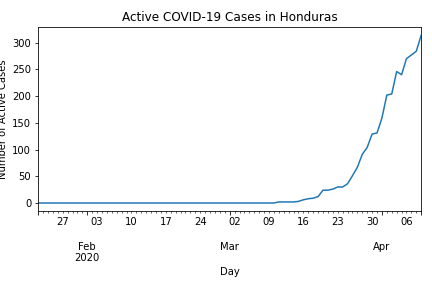 Active COVID-19 Cases in Honduras
Number of Active Cases
300
250
200
150
100
50
0
27 03 10 17 24 02 09 16 23 30 06
Feb Mar Apr
2020
Day